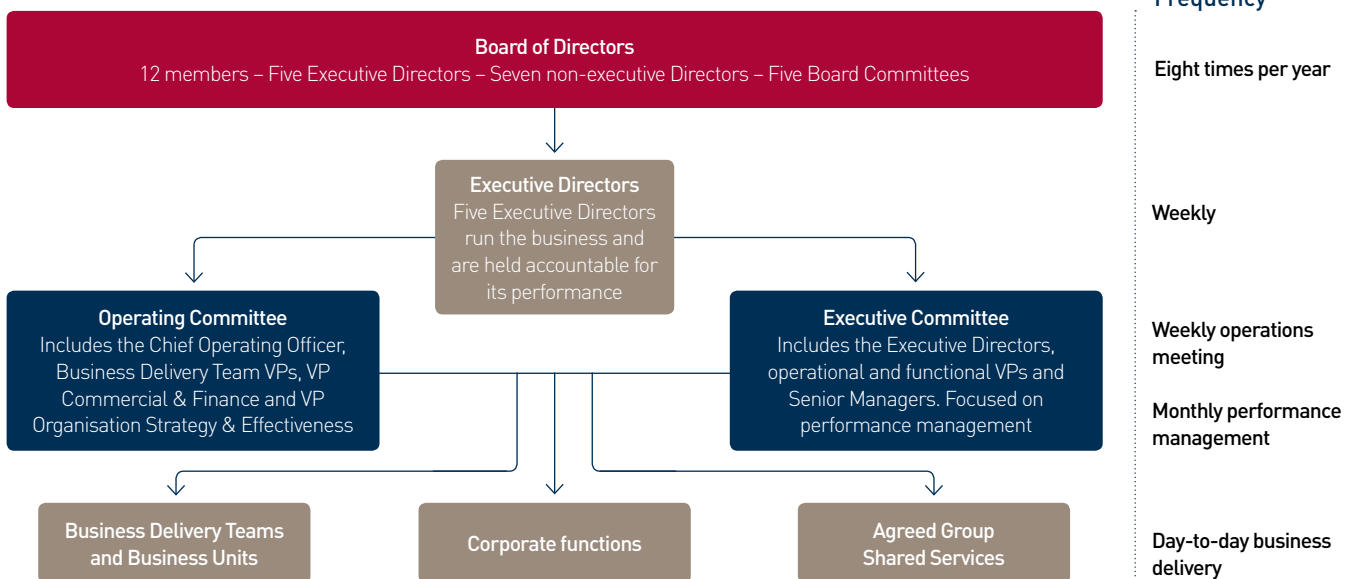 Frequency
Board of Directors
12 members – Five Executive Directors – Seven non-executive Directors – Five Board Committees
Eight times per year
Executive Directors
Five Executive Directors
run the business and
are held accountable for
its performance
Weekly
Operating Committee
Includes the Chief Operating Officer,
Business Delivery Team VPs, VP
Commercial & Finance and VP
Organisation Strategy & Effectiveness
Executive Committee
Includes the Executive Directors,
operational and functional VPs and
Senior Managers. Focused on
performance management
Weekly operations
meeting
Monthly performance
management
Business Delivery Teams
and Business Units
Corporate functions
Agreed Group
Shared Services
Day-to-day business
delivery